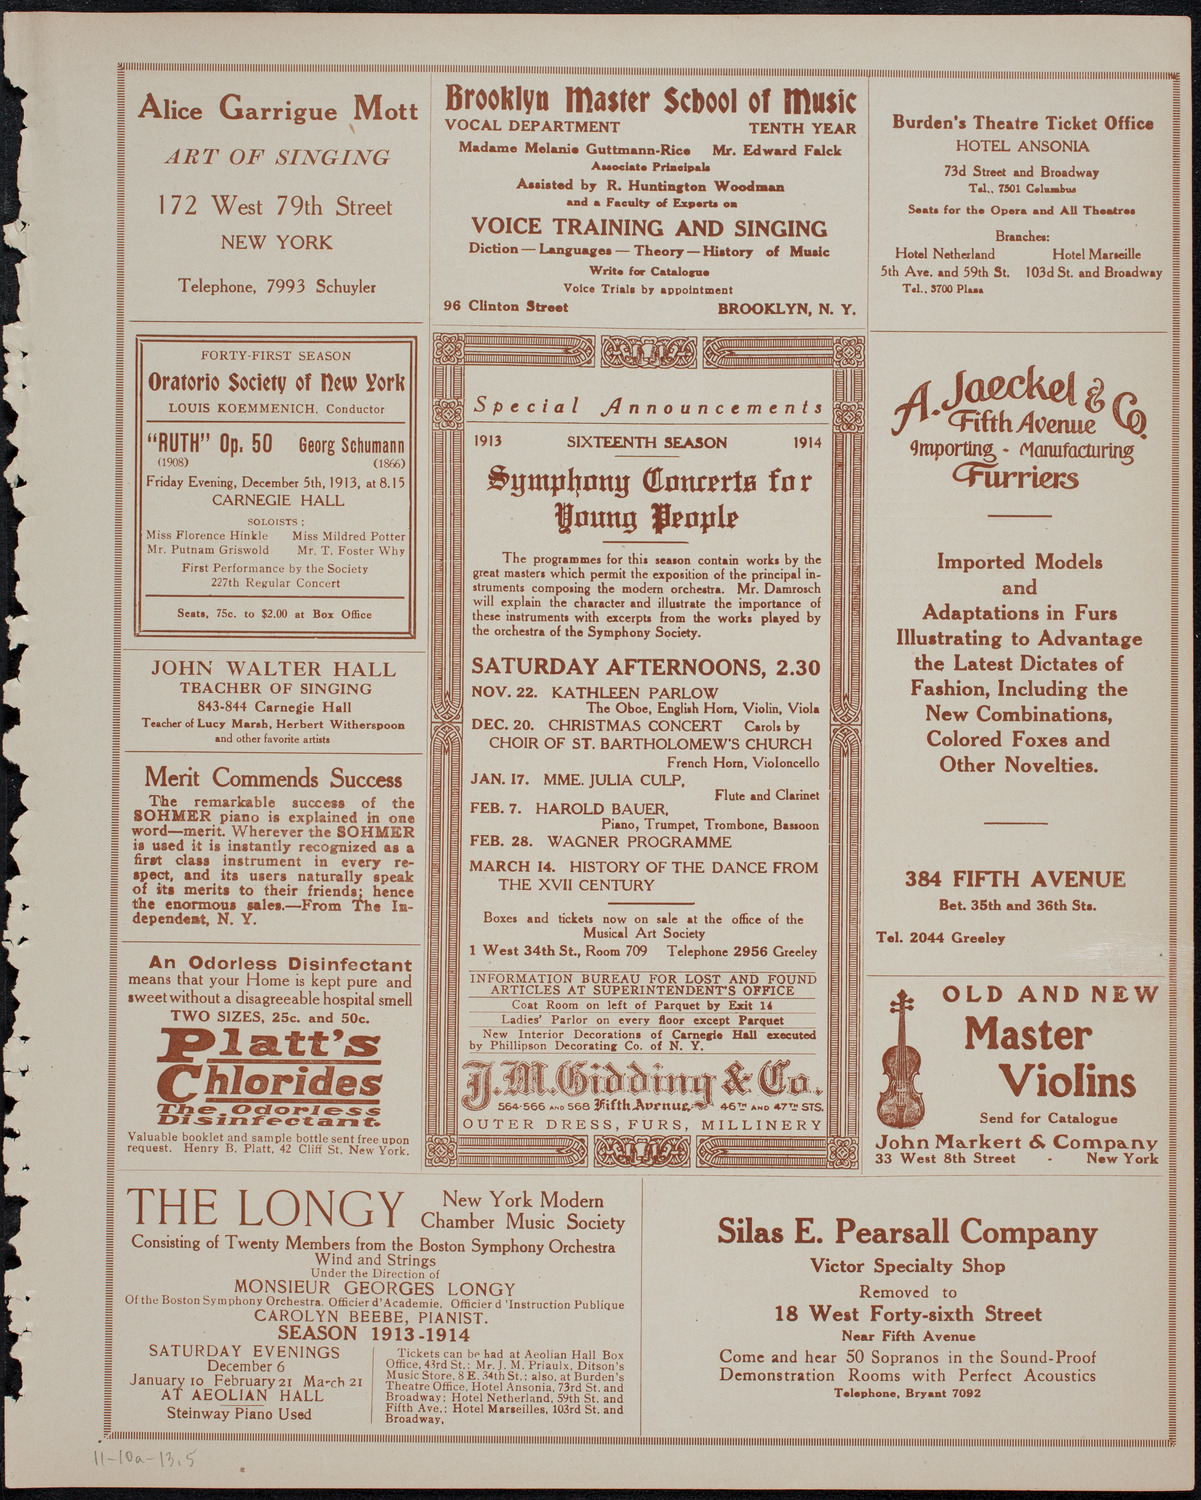 Alice Garrigue Mott
ART OF SINGING
172 West 79th Street
NEW YORK
Telephone, 7993 Schuyler
Brooklyn Master School of Music
VOCAL DEPARTMENT TENTH YEAR
Madame Melanie Guttmann-Rice Mr. Edward Falck
Associate Principals
Assisted by R. Huntington Woodman
and a Faculty of Experts on
VOICE TRAINING AND SINGING
Diction — Languages — Theory — History of Music
Write for Catalogue
Voice Trials by appointment
96 Clinton Street BROOKLYN, N. Y.
Burden's Theatre Ticket Office
HOTEL ANSONIA
73d Street and Broadway
Tel., 7501 Columbus
Seats for the Opera and All Theatres
Branches:
Hotel Netherland Hotel Marseille
5th Ave. and 59th St. 103d St. and Broadway
Tel., 3700 Plaza
FORTY-FIRST SEASON
Oratorio Society of New York
LOUIS KOEMMENICH, Conductor
"RUTH" Op. 50 Georg Schumann
(1908) (1866)
Friday Evening, December 5th, 1913, at 8.15
CARNEGIE HALL
SOLOISTS:
Miss Florence Hinkle Miss Mildred Potter
Mr. Putnam Griswold Mr. T. Foster Why
First Performance by the Society
227th Regular Concert
Seats, 75c. to $2.00 at Box Office
JOHN WALTER HALL
TEACHER OF SINGING
843-844 Carnegie Hall
Teacher of Lucy Marsh, Herbert Witherspoon
and other favorite artists
Merit Commends Success
The remarkable success of the
SOHMER piano is explained in one
word—merit. Wherever the SOHMER
is used it is instantly recognized as a
first class instrument in every re-
spect, and its users naturally speak
of its merits to their friends; hence
the enormous sales.—From The In-
dependent, N. Y.
An Odorless Disinfectant
means that your Home is kept pure and
sweet without a disagreeable hospital smell
TWO SIZES, 25c. and 50c.
Platt's
Chlorides
The Odorless
Disinfectant.
Valuable booklet and sample bottle sent free upon
request. Henry B. Platt, 42 Cliff St. New York.
Special Announcements
1913 SIXTEENTH SEASON 1914
Symphony Concerts for
Young People
The programmes for this season contain works by the
great masters which permit the exposition of the principal in-
struments composing the modern orchestra. Mr. Damrosch
will explain the character and illustrate the importance of
these instruments with excerpts from the works played by
the orchestra of the Symphony Society.
SATURDAY AFTERNOONS, 2.30
NOV. 22. KATHLEEN PARLOW
The Oboe, English Horn, Violin, Viola
DEC. 20. CHRISTMAS CONCERT Carols by
CHOIR OF ST. BARTHOLOMEW'S CHURCH
French Horn, Violoncello
JAN. 17. MME. JULIA CULP,
Flute and Clarinet
FEB. 7. HAROLD BAUER,
Piano, Trumpet, Trombone, Bassoon
FEB. 28. WAGNER PROGRAMME
MARCH 14. HISTORY OF THE DANCE FROM
THE XVII CENTURY
Boxes and tickets now on sale at the office of the
Musical Art Society
1 West 34th St., Room 709 Telephone 2956 Greeley
INFORMATION BUREAU FOR LOST AND FOUND
ARTICLES AT SUPERINTENDENT'S OFFICE
Coat Room on left of Parquet by Exit 14
Ladies' Parlor on every floor except Parquet
New Interior Decorations of Carnegie Hall executed
by Phillipson Decorating Co. of N. Y.
J. M. Gidding & Co.
564-566 AND 568 Fifth Avenue 46TH AND 47TH STS.
OUTER DRESS, FURS, MILLINERY
A. Jaeckel & Co.
Fifth Avenue
Importing - Manufacturing
Furriers
Imported Models
and
Adaptations in Furs
Illustrating to Advantage
the Latest Dictates of
Fashion, Including the
New Combinations,
Colored Foxes and
Other Novelties.
384 FIFTH AVENUE
Bet. 35th and 36th Sts.
Tel. 2044 Greeley
OLD AND NEW
Master
Violins
Send for Catalogue
John Markert & Company
33 West 8th Street - New York
THE LONGY New York Modern
Chamber Music Society
Consisting of Twenty Members from the Boston Symphony Orchestra
Wind and Strings
Under the Direction of
MONSIEUR GEORGES LONGY
Of the Boston Symphony Orchestra. Officier d'Academie, Officier d'Instruction Publique
CAROLYN BEEBE, PIANIST.
SEASON 1913-1914
SATURDAY EVENINGS
December 6
January 10 February 21 March 21
AT AEOLIAN HALL
Steinway Piano Used
Tickets can be had at Aeolian Hall Box
Office, 43rd St.; Mr. J. M. Priaulx, Ditson's
Music Store, 8 E. 34th St.; also, at Burden's
Theatre Office, Hotel Ansonia, 73rd St. and
Broadway; Hotel Netherland, 59th St. and
Fifth Ave.; Hotel Marseilles, 103rd St. and
Broadway.
Silas E. Pearsall Company
Victor Specialty Shop
Removed to
18 West Forty-sixth Street
Near Fifth Avenue
Come and hear 50 Sopranos in the Sound-Proof
Demonstration Rooms with Perfect Acoustics
Telephone, Bryant 7092
11-10a-13.5